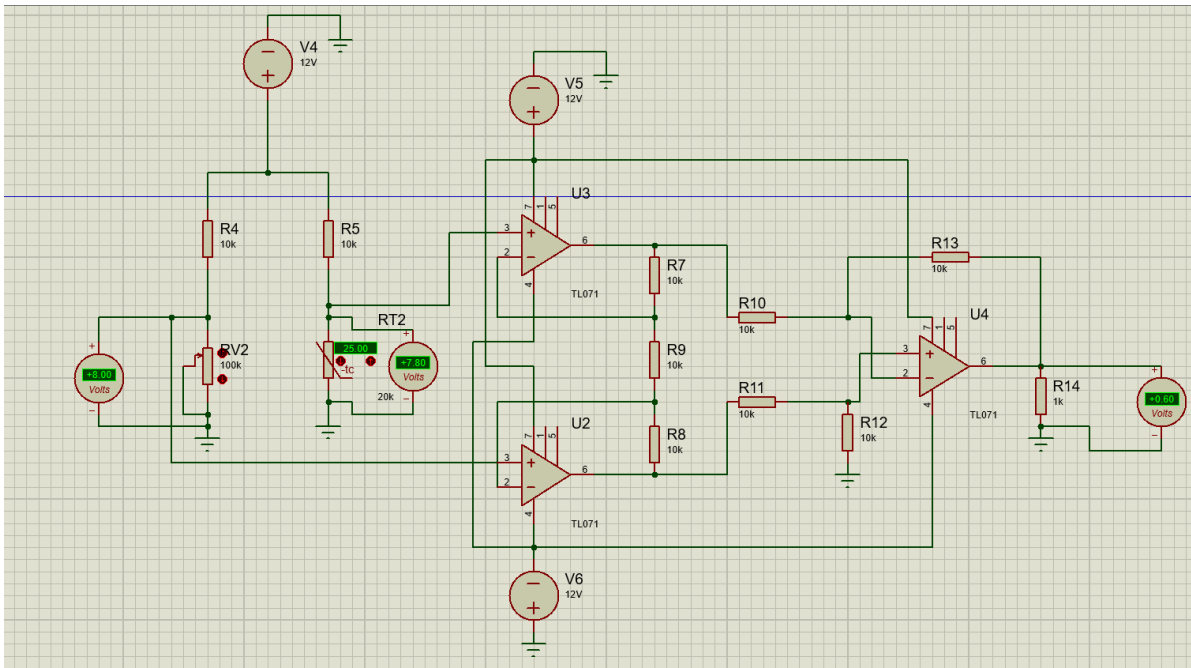 V4
12V
V5
12V
U3
7
1
5
3
+
2
−
4
6
TL071
R4
10k
R5
10k
R7
10k
R13
10k
R10
10k
U4
7
1
5
3
+
2
−
4
6
TL071
RT2
25.00
-tc
20k
+
+7.80
Volts
−
+
+8.00
Volts
−
RV2
100k
R9
10k
R11
10k
R12
10k
R14
1k
+
+0.60
Volts
−
U2
7
1
5
3
+
2
−
4
6
TL071
R8
10k
V6
12V